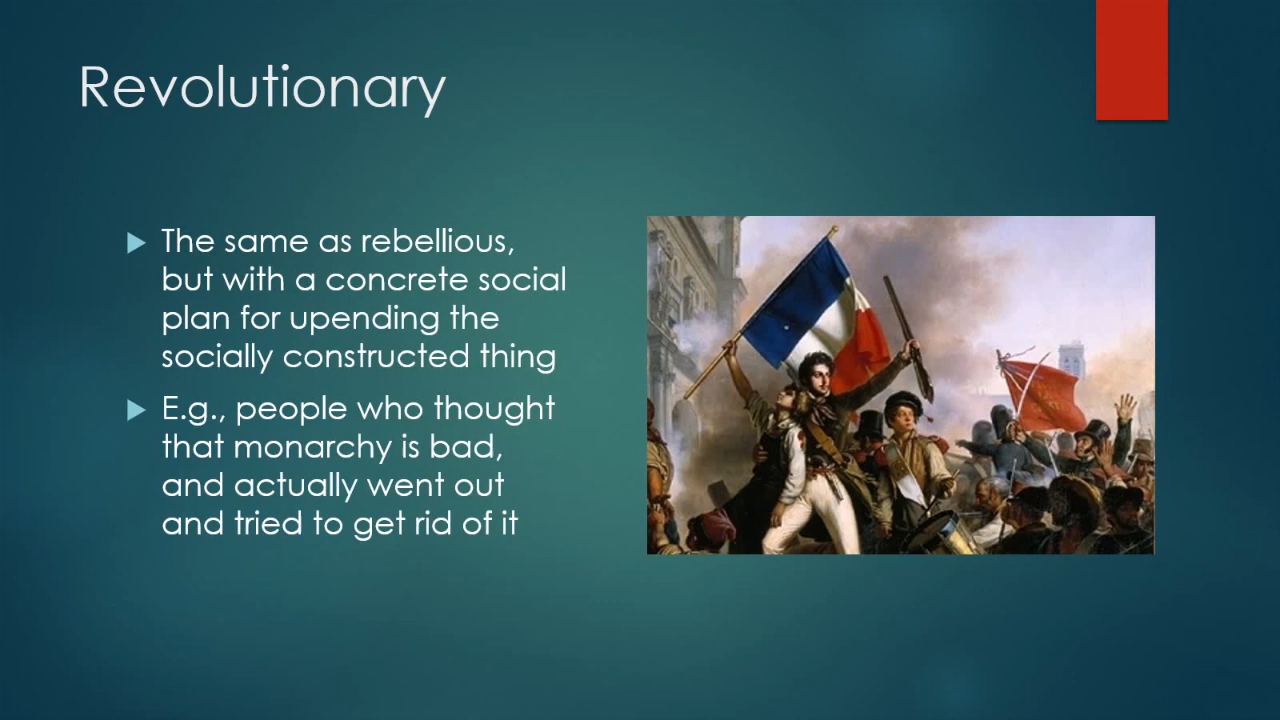 Revolutionary
The same as rebellious,
but with a concrete social
plan for upending the
socially constructed thing
E.g., people who thought
that monarchy is bad,
and actually went out
and tried to get rid of it